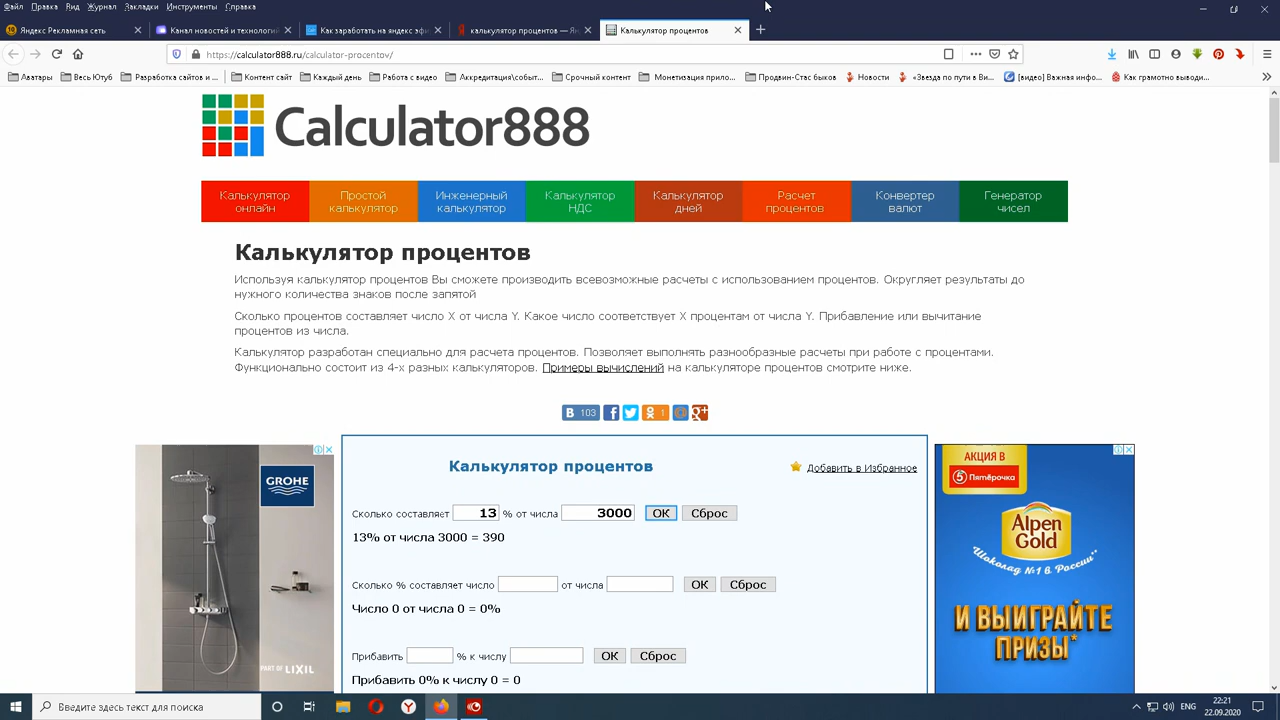 Файл Правка Вид Журнал Закладки Инструменты Справка
Яндекс Рекламная сеть
Канал новостей и технологий
Как заработать на яндекс эфи
калькулятор процентов — Ян
Калькулятор процентов
https://calculator888.ru/calculator-procentov/
Аватары
Весь Ютуб
Разработка сайтов и ...
Контент сайт
Каждый день
Работа с видео
Аккредитация\событ...
Срочный контент
Монетизация прило...
Продвин-Стас быков
Новости
«Звезда по пути в Ви...
[видео] Важная инфо...
Как грамотно выводи...
Calculator888
Калькулятор онлайн
Простой калькулятор
Инженерный калькулятор
Калькулятор НДС
Калькулятор дней
Расчет процентов
Конвертер валют
Генератор чисел
Калькулятор процентов
Используя калькулятор процентов Вы сможете производить всевозможные расчеты с использованием процентов. Округляет результаты до
нужного количества знаков после запятой
Сколько процентов составляет число X от числа Y. Какое число соответствует X процентам от числа Y. Прибавление или вычитание
процентов из числа.
Калькулятор разработан специально для расчета процентов. Позволяет выполнять разнообразные расчеты при работе с процентами.
Функционально состоит из 4-х разных калькуляторов. Примеры вычислений на калькуляторе процентов смотрите ниже.
103
1
Калькулятор процентов
Добавить в Избранное
Сколько составляет 13 % от числа 3000 OK Сброс
13% от числа 3000 = 390
Сколько % составляет число от числа OK Сброс
Число 0 от числа 0 = 0%
Прибавить % к числу OK Сброс
Прибавить 0% к числу 0 = 0
GROHE
PART OF LIXIL
АКЦИЯ В
5 Пятёрочка
Alpen
Gold
Шоколад №1 в России*
И ВЫИГРАЙТЕ
ПРИЗЫ*
Введите здесь текст для поиска
ENG
22:21
22.09.2020